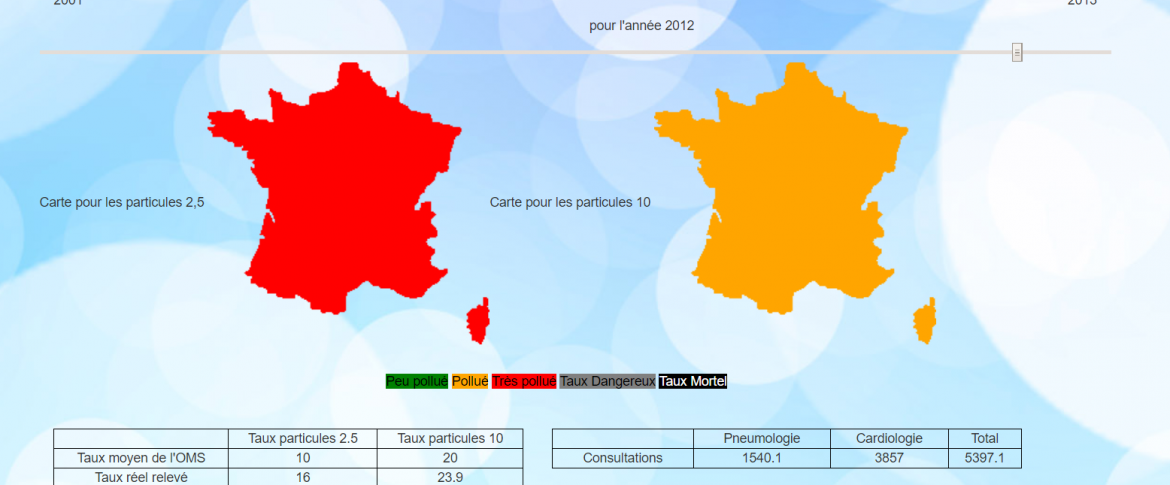 2001 2013
pour l'année 2012
Carte pour les particules 2,5 Carte pour les particules 10
Peu pollué Pollué Très pollué Taux Dangereux Taux Mortel
Taux particules 2.5 Taux particules 10
Taux moyen de l'OMS 10 20
Taux réel relevé 16 23.9
Pneumologie Cardiologie Total
Consultations 1540.1 3857 5397.1